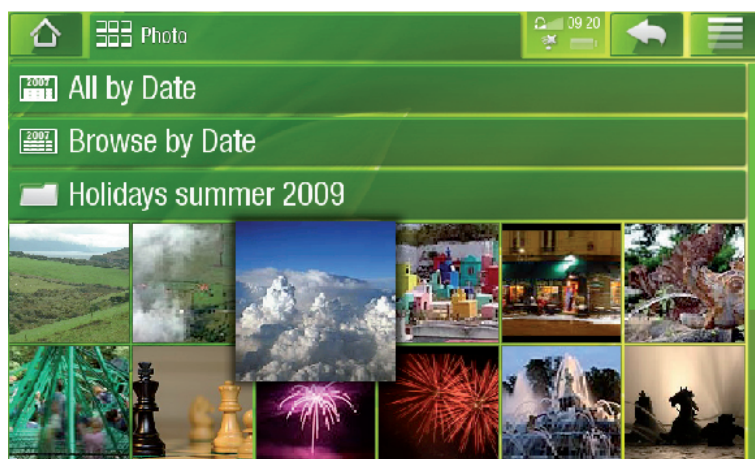 Photo
09:20
2007
All by Date
2007
Browse by Date
Holidays summer 2009